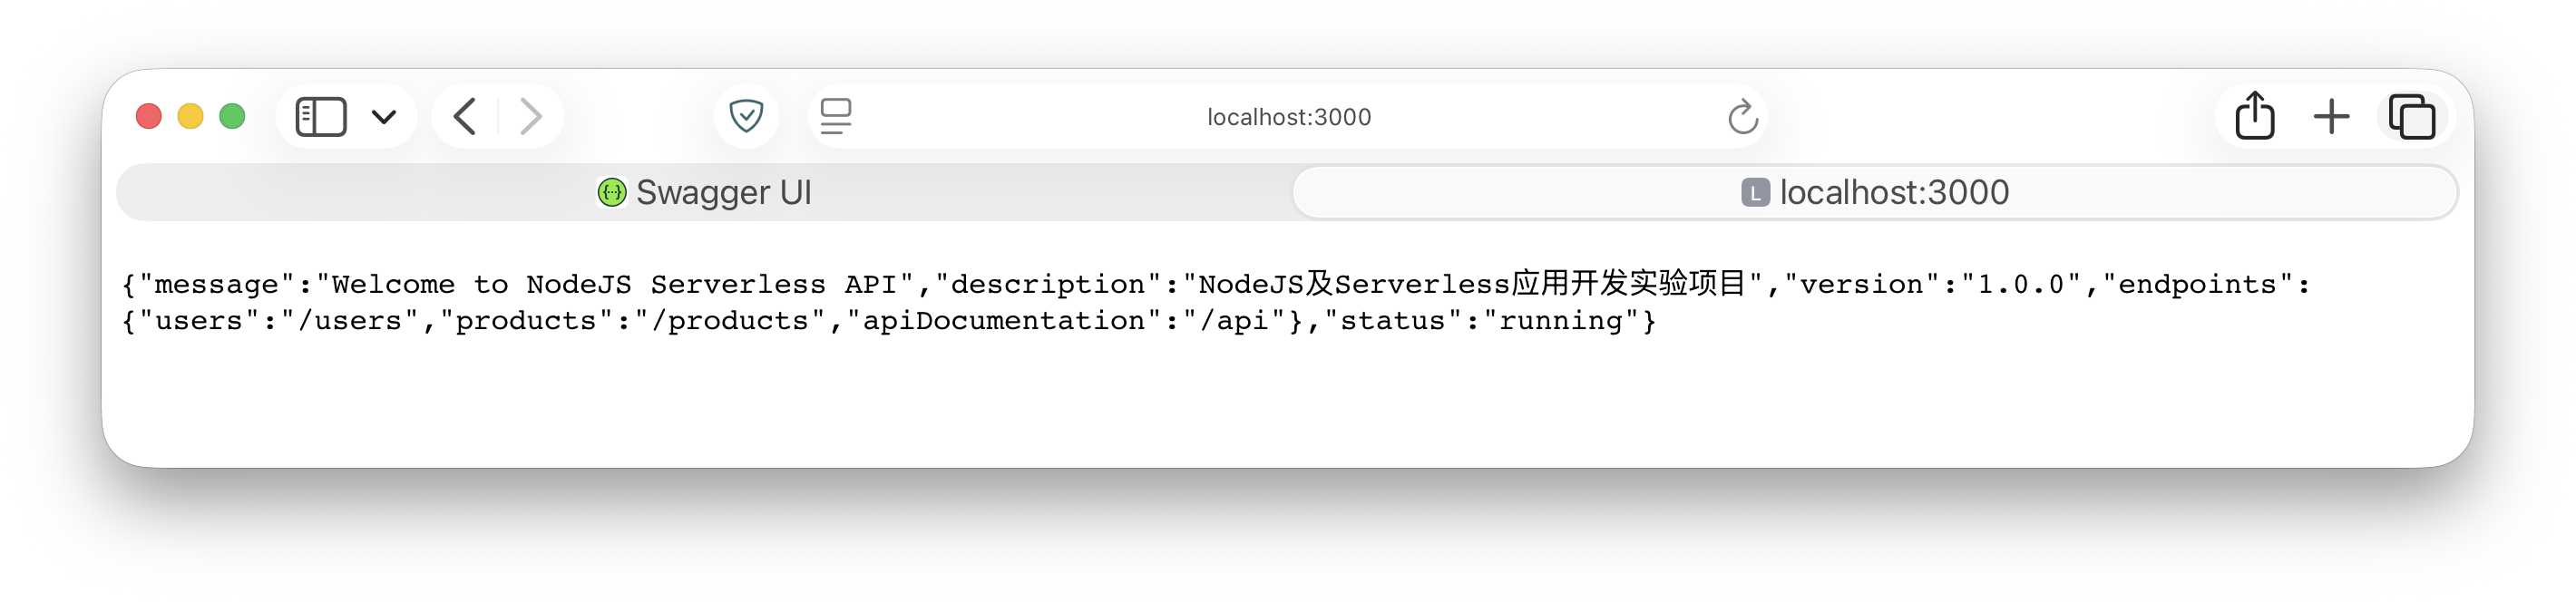 localhost:3000
Swagger UI
L localhost:3000
{"message":"Welcome to NodeJS Serverless API","description":"NodeJS及Serverless应用开发实验项目","version":"1.0.0","endpoints":
{"users":"/users","products":"/products","apiDocumentation":"/api"},"status":"running"}